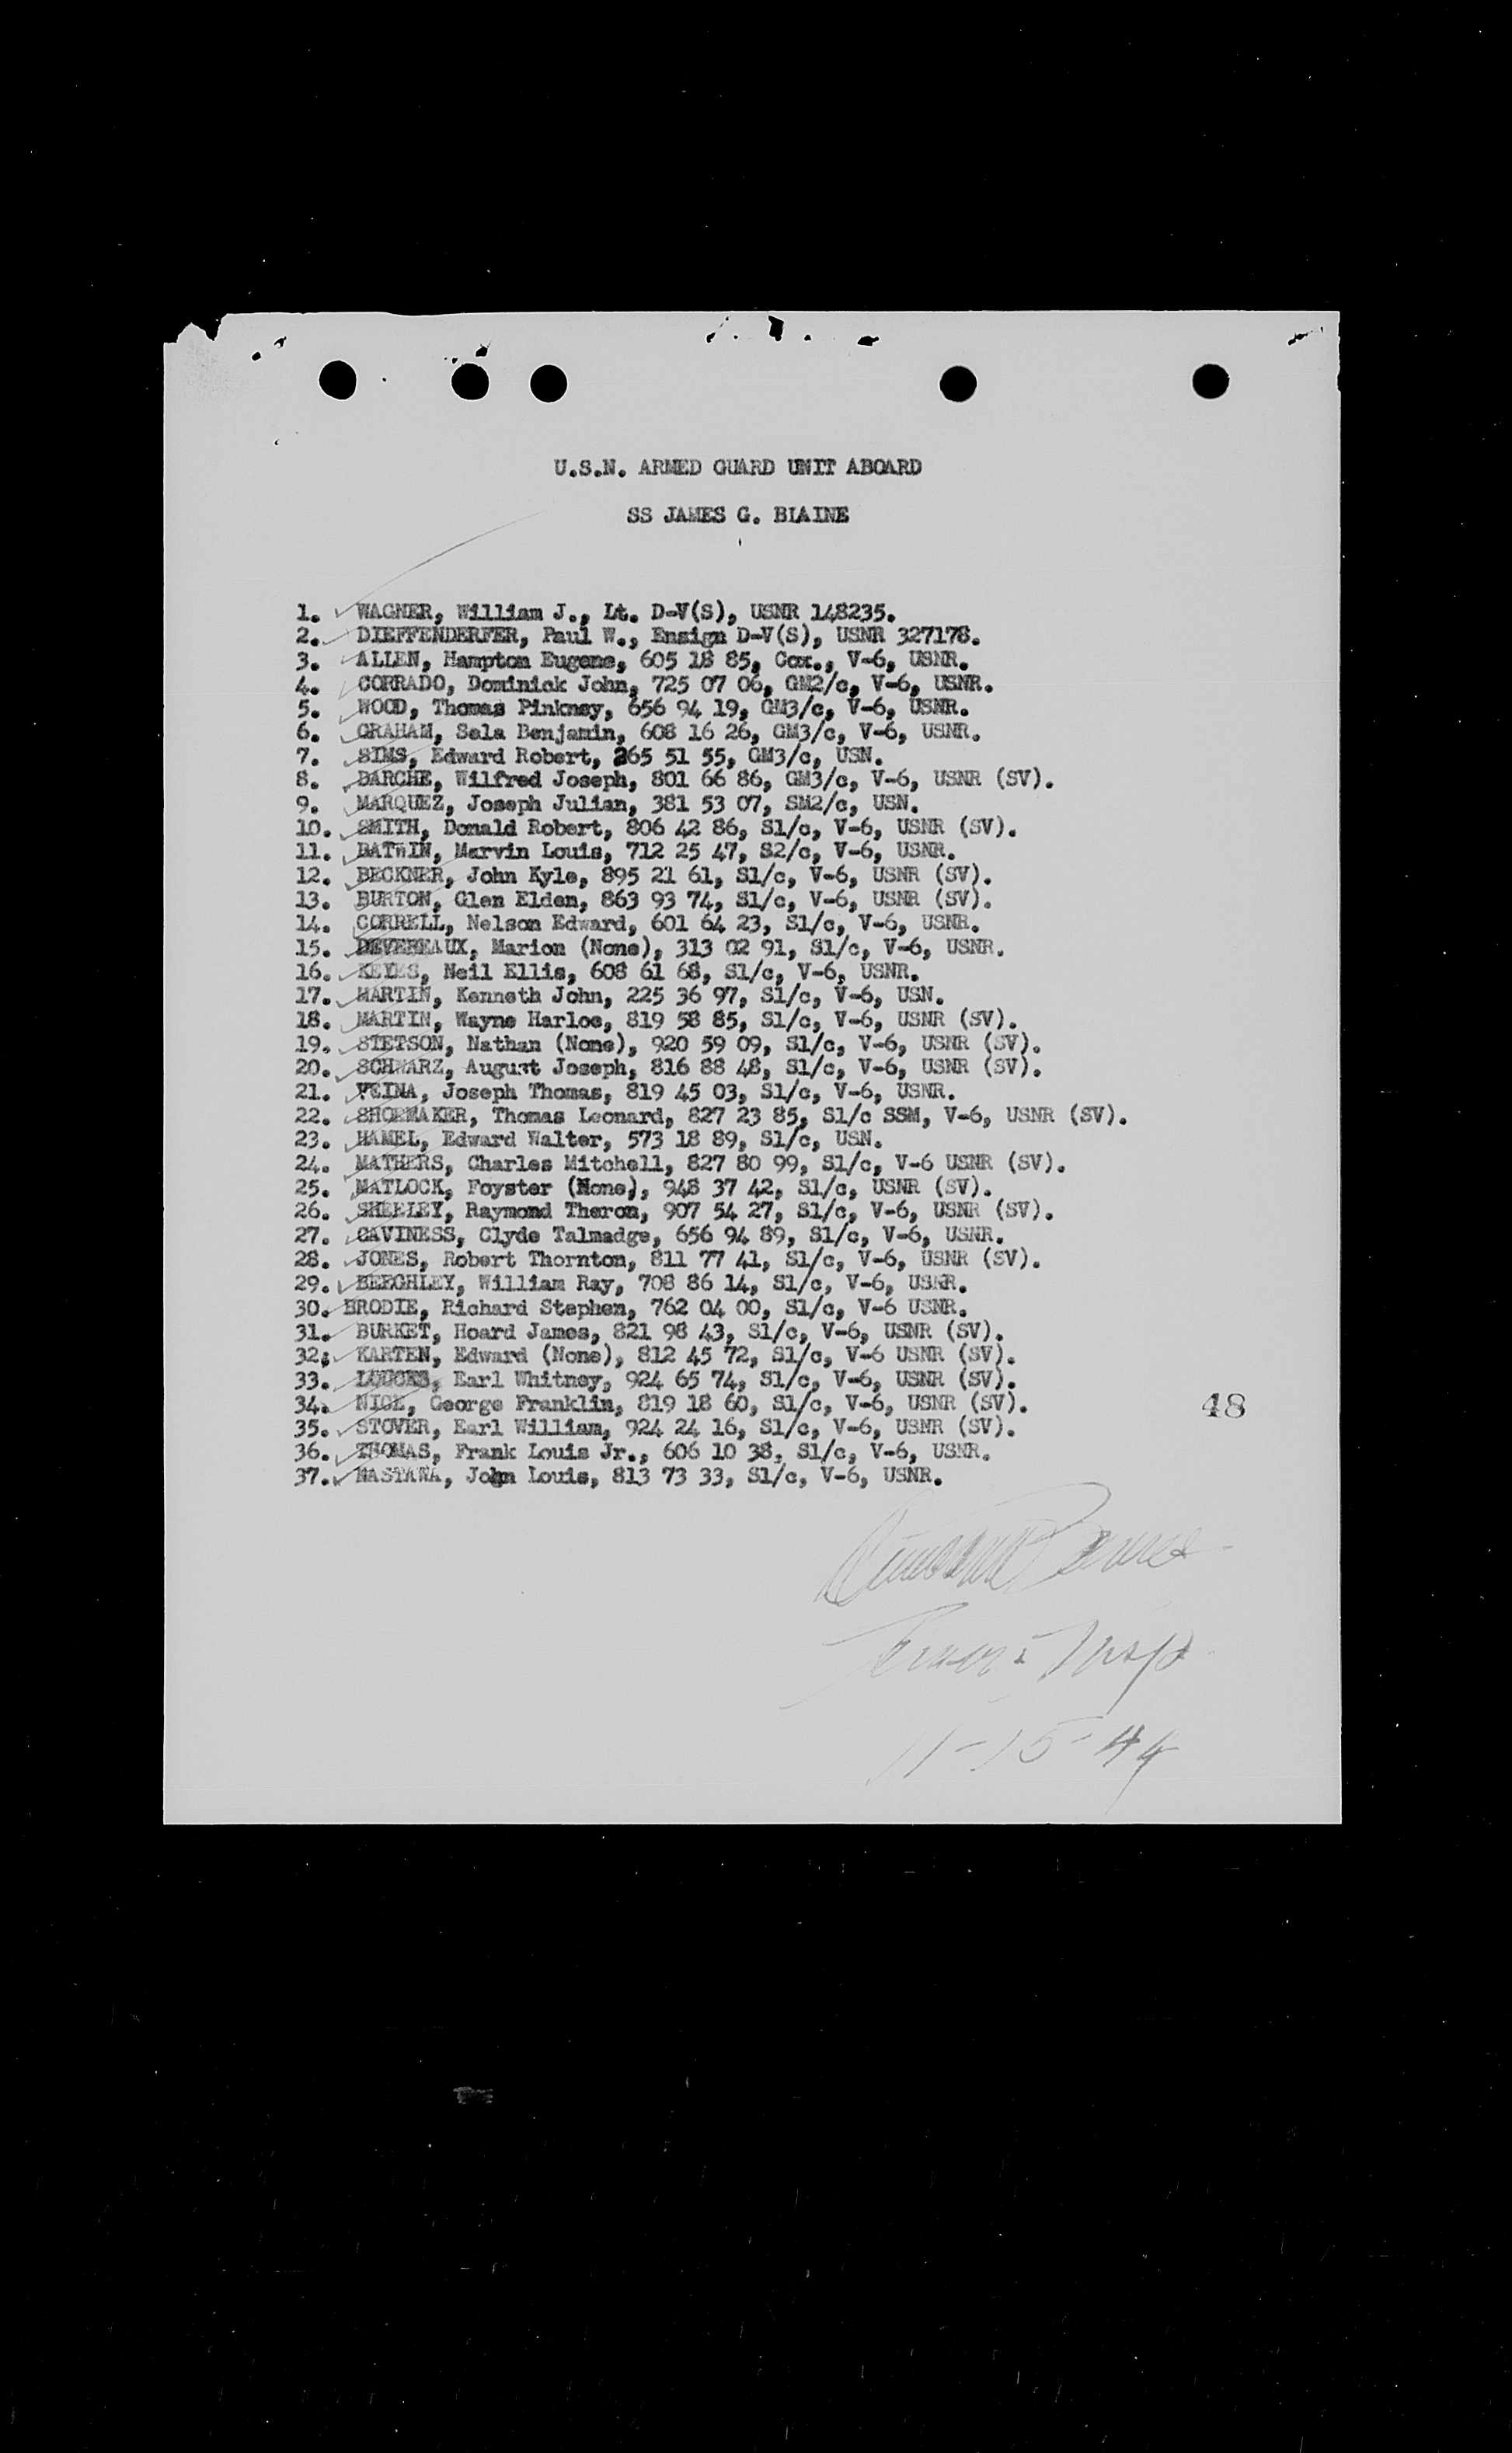 U.S.N. ARMED GUARD UNIT ABOARD
SS JAMES G. BLAINE
1. WAGNER, William J., Lt. D-V(S), USNR 148235.
2. DIEFFENDERFER, Paul W., Ensign D-V(S), USNR 327178.
3. ALLEN, Hampton Eugene, 605 18 85, Cox., V-6, USNR.
4. CORRADO, Dominick John, 725 07 06, GM2/c, V-6, USNR.
5. WOOD, Thomas Pinkney, 656 94 19, GM3/c, V-6, USNR.
6. GRAHAM, Sela Benjamin, 608 16 26, GM3/c, V-6, USNR.
7. SIMS, Edward Robert, 265 51 55, GM3/c, USN.
8. DARCHE, Wilfred Joseph, 801 66 86, GM3/c, V-6, USNR (SV).
9. MARQUEZ, Joseph Julian, 381 53 07, SM2/c, USN.
10. SMITH, Donald Robert, 806 42 86, S1/c, V-6, USNR (SV).
11. BATWIN, Marvin Louis, 712 25 47, S2/c, V-6, USNR.
12. BECKNER, John Kyle, 895 21 61, S1/c, V-6, USNR (SV).
13. BURTON, Glen Elden, 863 93 74, S1/c, V-6, USNR (SV).
14. CORRELL, Nelson Edward, 601 64 23, S1/c, V-6, USNR.
15. DEVEREAUX, Marion (None), 313 02 91, S1/c, V-6, USNR.
16. KEYES, Neil Ellis, 608 61 68, S1/c, V-6, USNR.
17. MARTIN, Kenneth John, 225 36 97, S1/c, V-6, USN.
18. MARTIN, Wayne Harloe, 819 58 85, S1/c, V-6, USNR (SV).
19. STETSON, Nathan (None), 920 59 09, S1/c, V-6, USNR (SV).
20. SCHWARZ, August Joseph, 816 88 48, S1/c, V-6, USNR (SV).
21. VEINA, Joseph Thomas, 819 45 03, S1/c, V-6, USNR.
22. SHOEMAKER, Thomas Leonard, 827 23 85, S1/c SSM, V-6, USNR (SV).
23. HAMEL, Edward Walter, 573 18 89, S1/c, USN.
24. MATHERS, Charles Mitchell, 827 80 99, S1/c, V-6 USNR (SV).
25. MATLOCK, Foyster (None), 948 37 42, S1/c, USNR (SV).
26. SHEELEY, Raymond Theron, 907 54 27, S1/c, V-6, USNR (SV).
27. CAVINESS, Clyde Talmadge, 656 94 89, S1/c, V-6, USNR.
28. JONES, Robert Thornton, 811 77 41, S1/c, V-6, USNR (SV).
29. BEECHLEY, William Ray, 708 86 14, S1/c, V-6, USNR.
30. BRODIE, Richard Stephen, 762 04 00, S1/c, V-6 USNR.
31. BURKET, Hoard James, 821 98 43, S1/c, V-6, USNR (SV).
32. KARTEN, Edward (None), 812 45 72, S1/c, V-6 USNR (SV).
33. LOUCKS, Earl Whitney, 924 65 74, S1/c, V-6, USNR (SV).
34. NICE, George Franklin, 819 18 60, S1/c, V-6, USNR (SV).
35. STOVER, Earl William, 924 24 16, S1/c, V-6, USNR (SV).
36. THOMAS, Frank Louis Jr., 606 10 38, S1/c, V-6, USNR.
37. NASTAWA, John Louis, 813 73 33, S1/c, V-6, USNR.
48
Insp
11-15-44